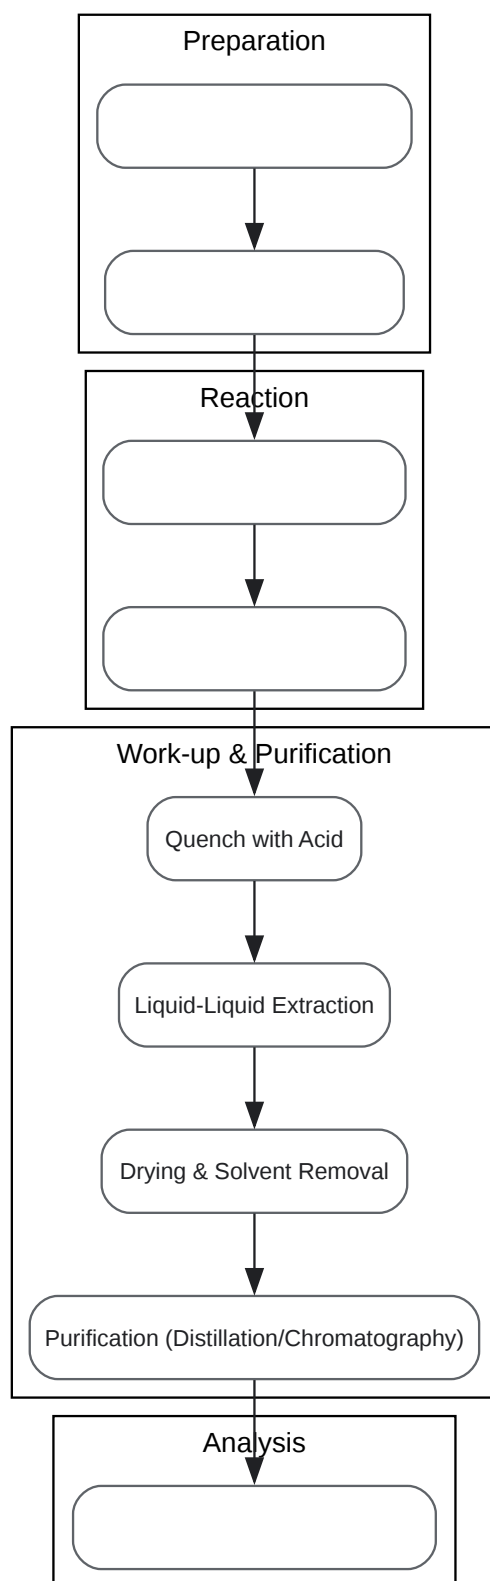 Preparation
Reaction
Work-up & Purification
Quench with Acid
Liquid-Liquid Extraction
Drying & Solvent Removal
Purification (Distillation/Chromatography)
Analysis